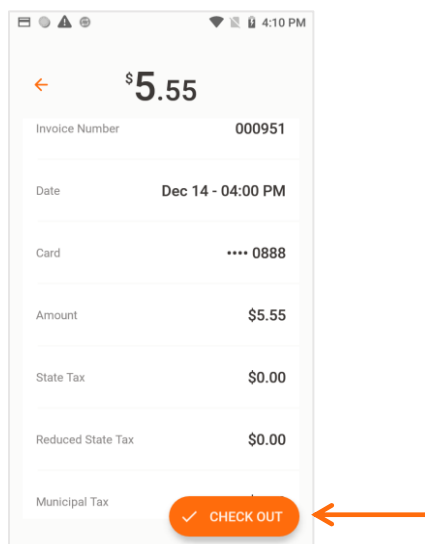 4:10 PM
$5.55
Invoice Number 000951
Date Dec 14 - 04:00 PM
Card •••• 0888
Amount $5.55
State Tax $0.00
Reduced State Tax $0.00
Municipal Tax
CHECK OUT